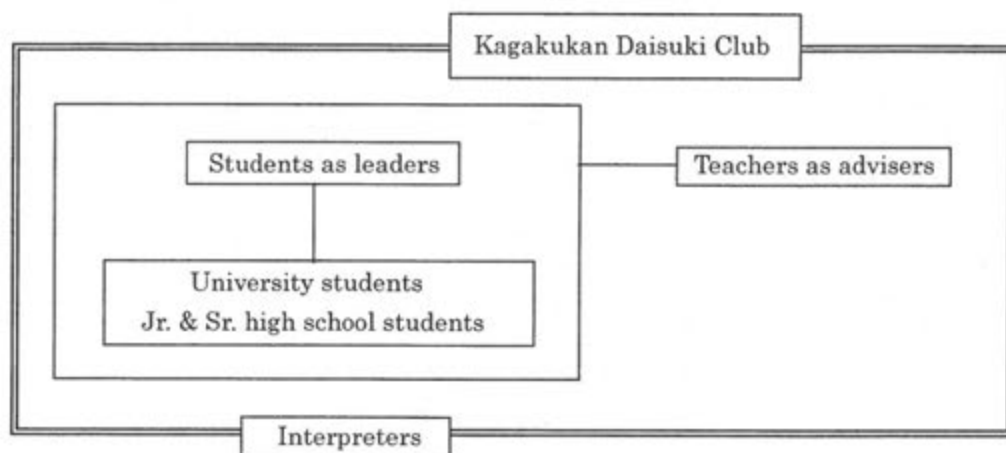 Kagakukan Daisuki Club
Students as leaders
Teachers as advisers
University students
Jr. & Sr. high school students
Interpreters